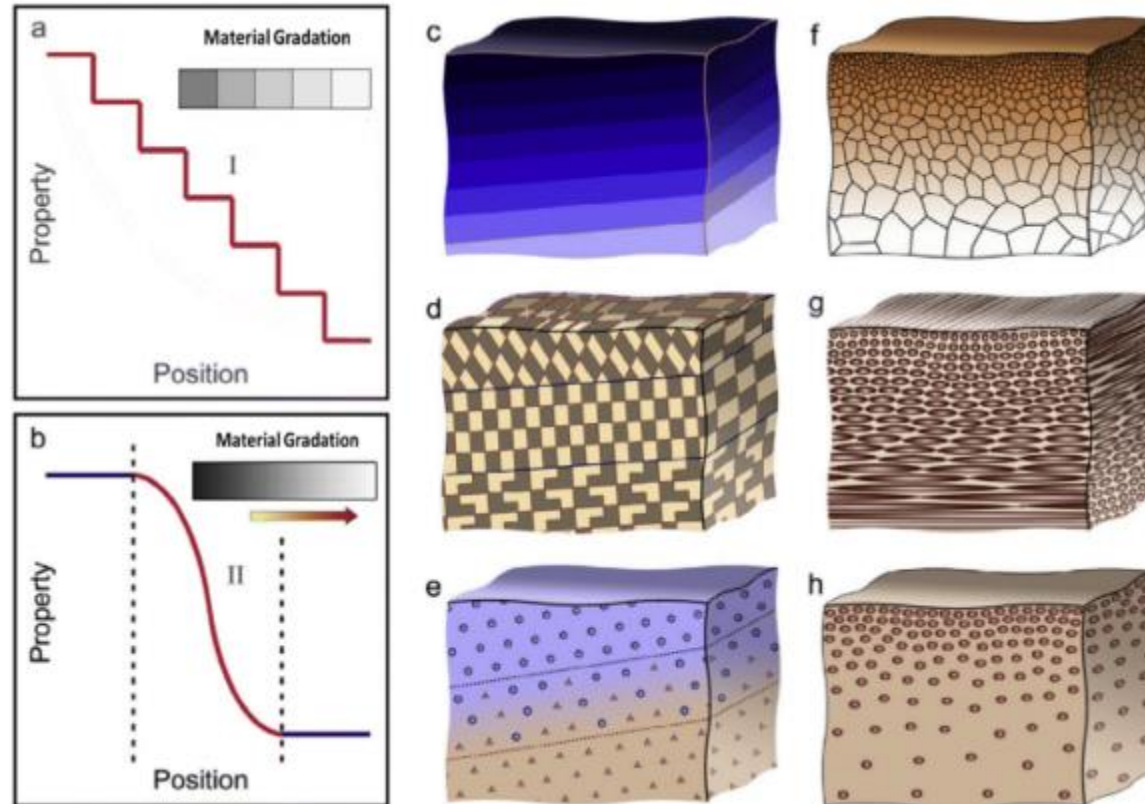 a
Material Gradation
I
Property
Position
b
Material Gradation
II
Property
Position
c
d
e
f
g
h